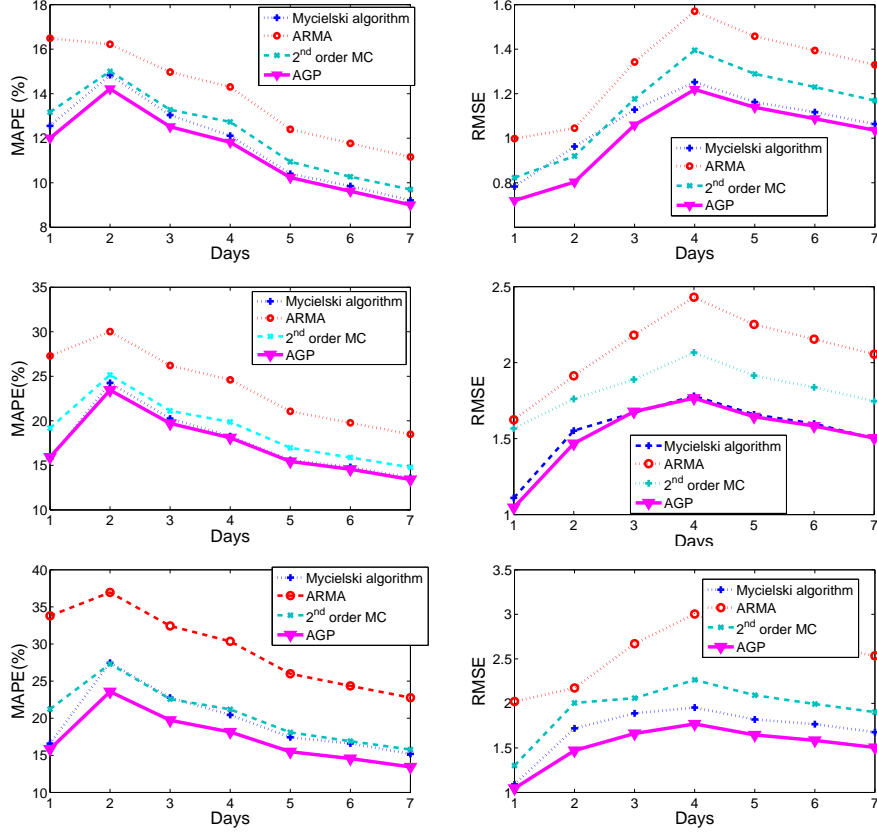 18
16
14
12
10
8
MAPE (%)
1 2 3 4 5 6 7
Days
Mycielski algorithm
ARMA
2nd order MC
AGP
1.6
1.4
1.2
1
0.8
RMSE
1 2 3 4 5 6 7
Days
Mycielski algorithm
ARMA
2nd order MC
AGP
35
30
25
20
15
10
MAPE(%)
1 2 3 4 5 6 7
Days
Mycielski algorithm
ARMA
2nd order MC
AGP
2.5
2
1.5
1
RMSE
1 2 3 4 5 6 7
Days
Mycielski algorithm
ARMA
2nd order MC
AGP
40
35
30
25
20
15
10
MAPE(%)
1 2 3 4 5 6 7
Days
Mycielski algorithm
ARMA
2nd order MC
AGP
3.5
3
2.5
2
1.5
1
RMSE
1 2 3 4 5 6 7
Days
Mycielski algorithm
ARMA
2nd order MC
AGP